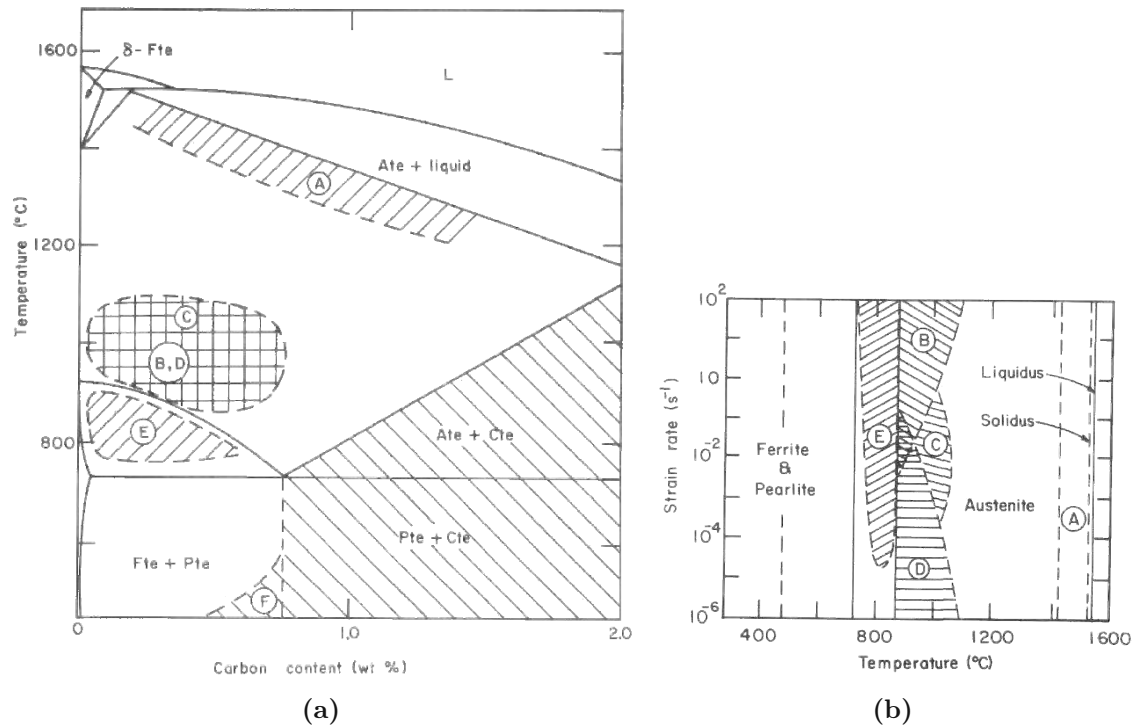 1600
δ-Fte
L
Ate + liquid
A
1200
Temperature (°C)
C
B,D
E
800
Ate + Cte
Fte + Pte
Pte + Cte
F
0
1.0
2.0
Carbon content (wt %)
(a)
10²
10
10⁻²
10⁻⁴
10⁻⁶
Strain rate (s⁻¹)
B
Liquidus
Solidus
E
C
Ferrite
&
Pearlite
Austenite
A
D
400
800
1200
1600
Temperature (°C)
(b)